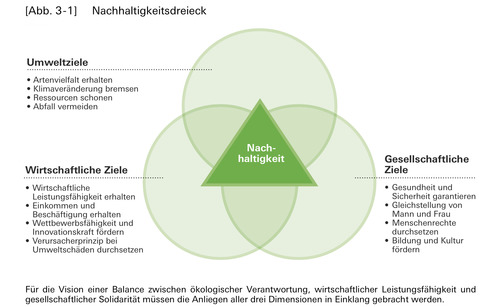 [Abb. 3-1] Nachhaltigkeitsdreieck
Umweltziele
• Artenvielfalt erhalten
• Klimaveränderung bremsen
• Ressourcen schonen
• Abfall vermeiden
Nach-
haltigkeit
Wirtschaftliche Ziele
• Wirtschaftliche
Leistungsfähigkeit erhalten
• Einkommen und
Beschäftigung erhalten
• Wettbewerbsfähigkeit und
Innovationskraft fördern
• Verursacherprinzip bei
Umweltschäden durchsetzen
Gesellschaftliche
Ziele
• Gesundheit und
Sicherheit garantieren
• Gleichstellung von
Mann und Frau
• Menschenrechte
durchsetzen
• Bildung und Kultur
fördern
Für die Vision einer Balance zwischen ökologischer Verantwortung, wirtschaftlicher Leistungsfähigkeit und
gesellschaftlicher Solidarität müssen die Anliegen aller drei Dimensionen in Einklang gebracht werden.